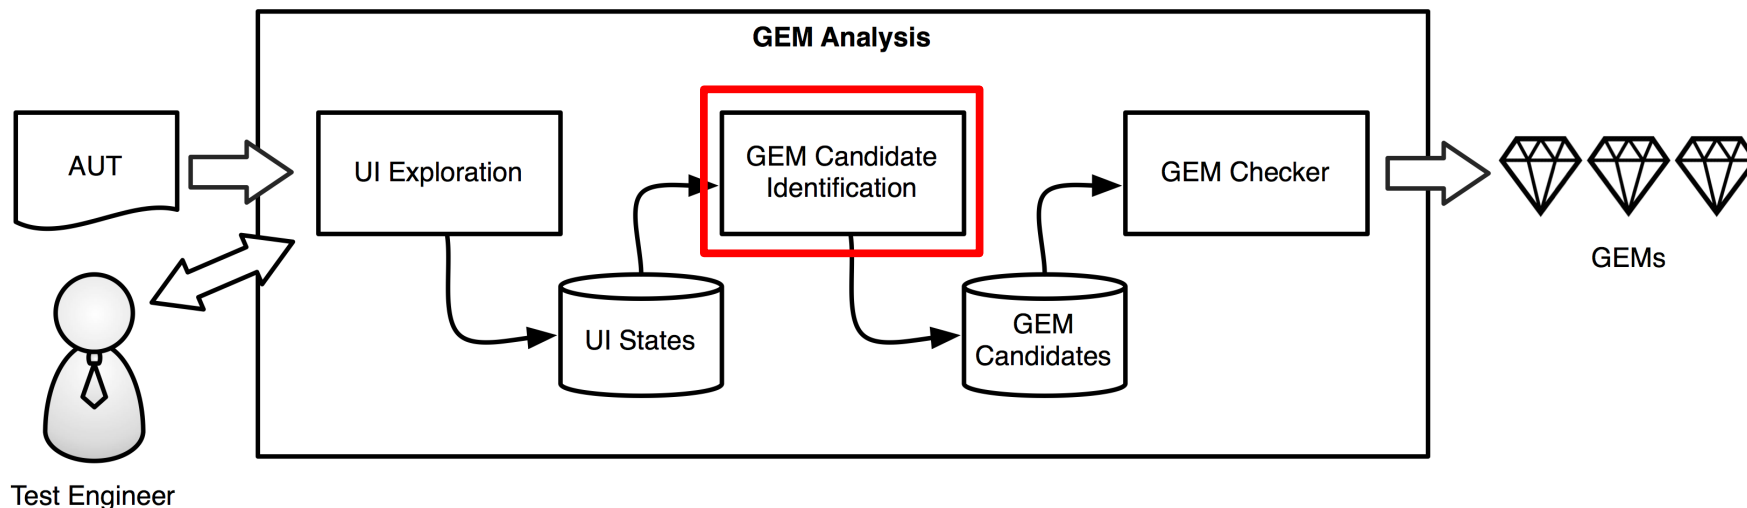 GEM Analysis
AUT
UI Exploration
GEM Candidate
Identification
GEM Checker
UI States
GEM
Candidates
GEMs
Test Engineer